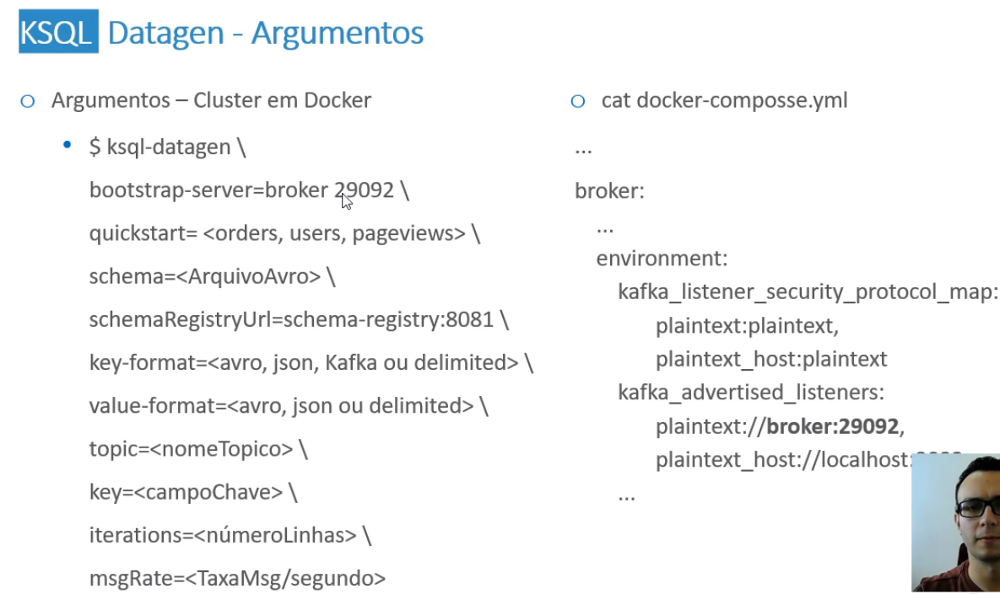 KSQL Datagen - Argumentos
Argumentos – Cluster em Docker
$ ksql-datagen \
bootstrap-server=broker 29092 \
quickstart= <orders, users, pageviews> \
schema=<ArquivoAvro> \
schemaRegistryUrl=schema-registry:8081 \
key-format=<avro, json, Kafka ou delimited> \
value-format=<avro, json ou delimited> \
topic=<nomeTopico> \
key=<campoChave> \
iterations=<númeroLinhas> \
msgRate=<TaxaMsg/segundo>
cat docker-composse.yml
...
broker:
...
environment:
kafka_listener_security_protocol_map:
plaintext:plaintext,
plaintext_host:plaintext
kafka_advertised_listeners:
plaintext://broker:29092,
plaintext_host://localhost:
...